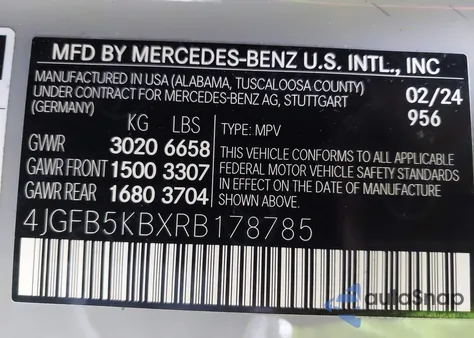 MFD BY MERCEDES-BENZ U.S. INTL., INC
MANUFACTURED IN USA (ALABAMA, TUSCALOOSA COUNTY)
UNDER CONTRACT FOR MERCEDES-BENZ AG, STUTTGART
(GERMANY)
02/24
956
KG LBS
GVWR 3020 6658
GAWR FRONT 1500 3307
GAWR REAR 1680 3704
TYPE: MPV
THIS VEHICLE CONFORMS TO ALL APPLICABLE
FEDERAL MOTOR VEHICLE SAFETY STANDARDS
IN EFFECT ON THE DATE OF
MANUFACTURE SHOWN ABOVE.
4JGFB5KBXRB178785
autoSnap